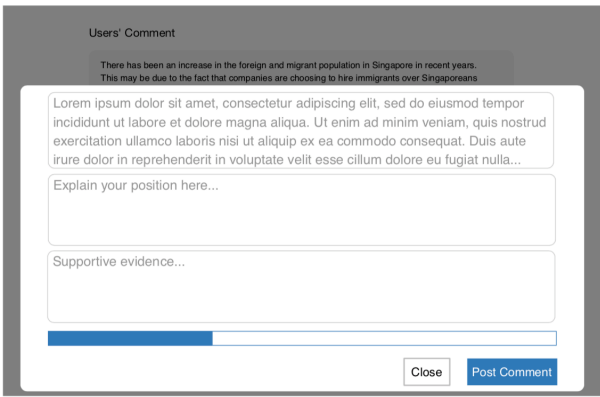 Users' Comment
There has been an increase in the foreign and migrant population in Singapore in recent years.
This may be due to the fact that companies are choosing to hire immigrants over Singaporeans
Lorem ipsum dolor sit amet, consectetur adipiscing elit, sed do eiusmod tempor
incididunt ut labore et dolore magna aliqua. Ut enim ad minim veniam, quis nostrud
exercitation ullamco laboris nisi ut aliquip ex ea commodo consequat. Duis aute
irure dolor in reprehenderit in voluptate velit esse cillum dolore eu fugiat nulla...
Explain your position here...
Supportive evidence...
Close
Post Comment